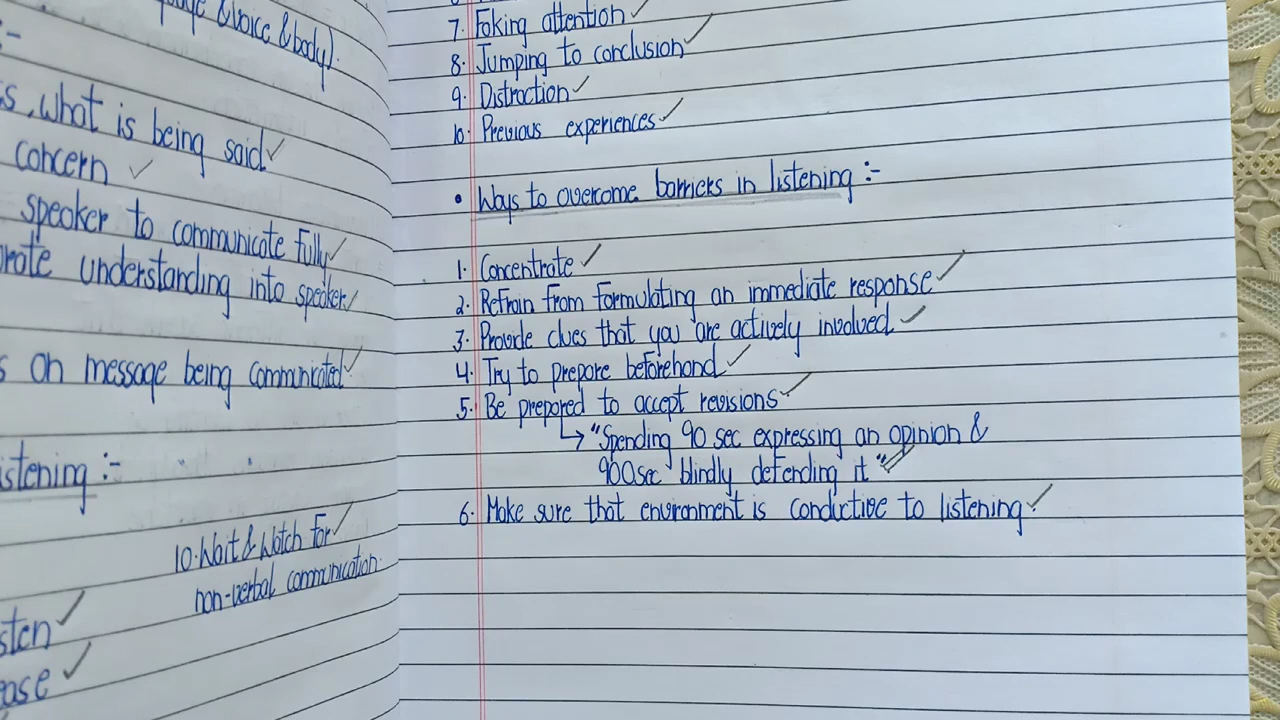 & voice & body).
:-
s, what is being said
concern
speaker to communicate fully
understanding into speaker
on message being communicated
istening :-
10. Wait & Watch for
non-verbal communication.
sten
ase
7. Foking attention
8. Jumping to conclusion
9. Distraction
10. Previous experiences
• Ways to overcome barriers in listening :-
1. Concentrate
2. Refrain from formulating an immediate response
3. Provide clues that you are actively involved
4. Try to prepare beforehand
5. Be prepared to accept revisions
↳ "Spending 90 sec expressing an opinion &
900sec blindly defending it"
6. Make sure that environment is conductive to listening.